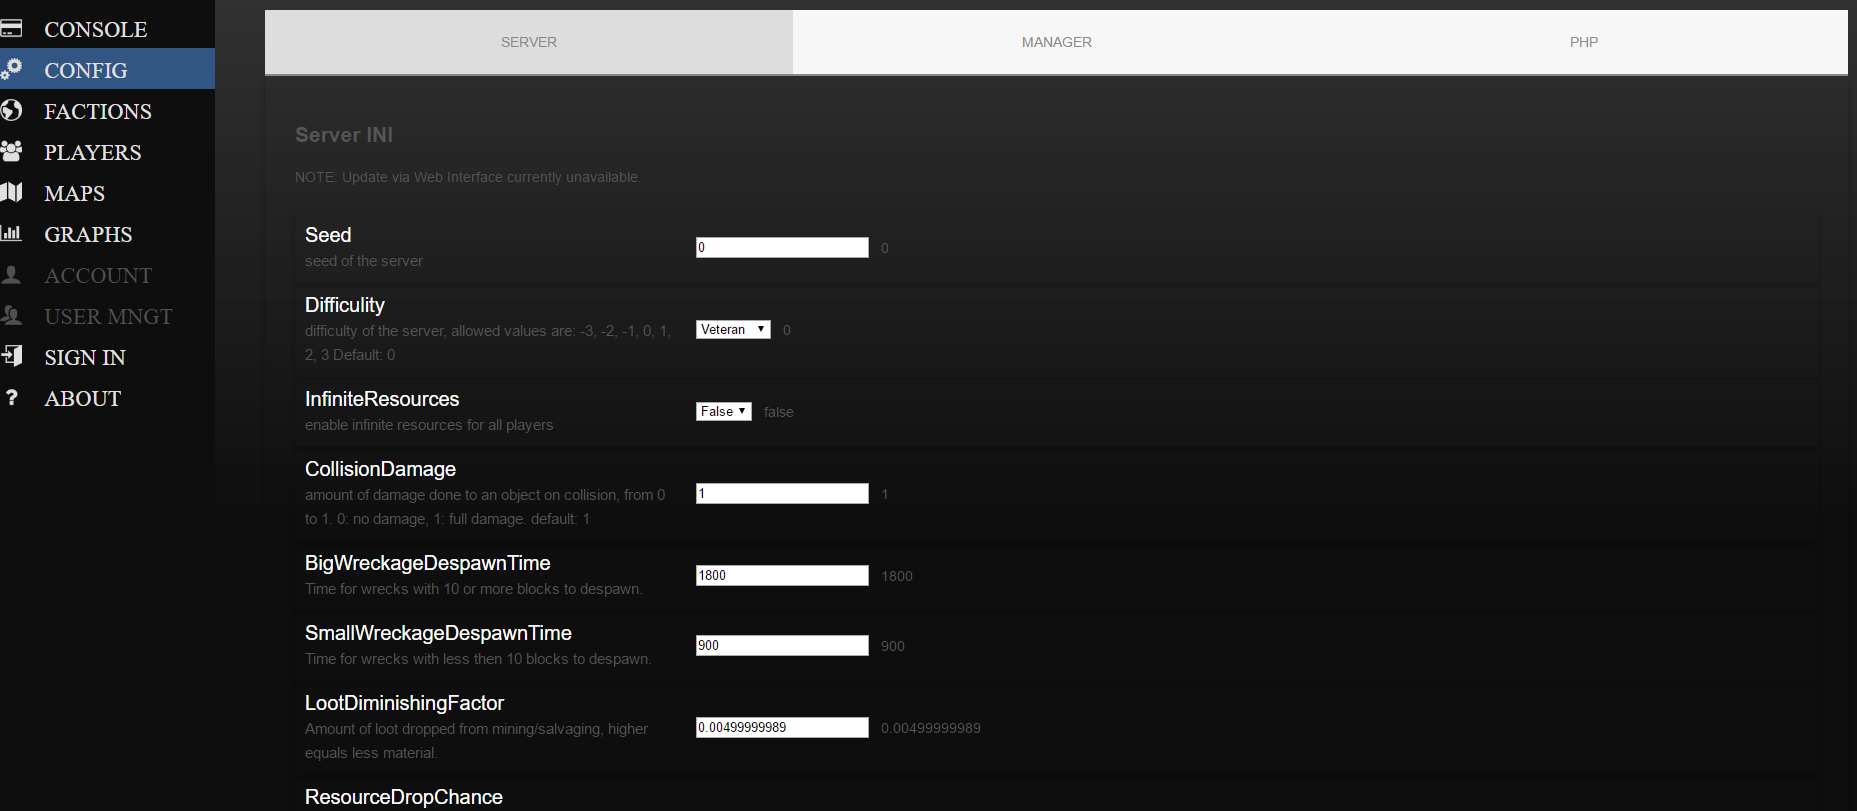 CONSOLE
CONFIG
FACTIONS
PLAYERS
MAPS
GRAPHS
ACCOUNT
USER MNGT
SIGN IN
ABOUT
SERVER MANAGER PHP
Server INI
NOTE: Update via Web Interface currently unavailable.
Seed
seed of the server
0 0
Difficulity
difficulty of the server, allowed values are: -3, -2, -1, 0, 1,
2, 3 Default: 0
Veteran 0
InfiniteResources
enable infinite resources for all players
False false
CollisionDamage
amount of damage done to an object on collision, from 0
to 1. 0: no damage, 1: full damage. default: 1
1 1
BigWreckageDespawnTime
Time for wrecks with 10 or more blocks to despawn.
1800 1800
SmallWreckageDespawnTime
Time for wrecks with less then 10 blocks to despawn.
900 900
LootDiminishingFactor
Amount of loot dropped from mining/salvaging, higher
equals less material.
0.00499999989 0.00499999989
ResourceDropChance